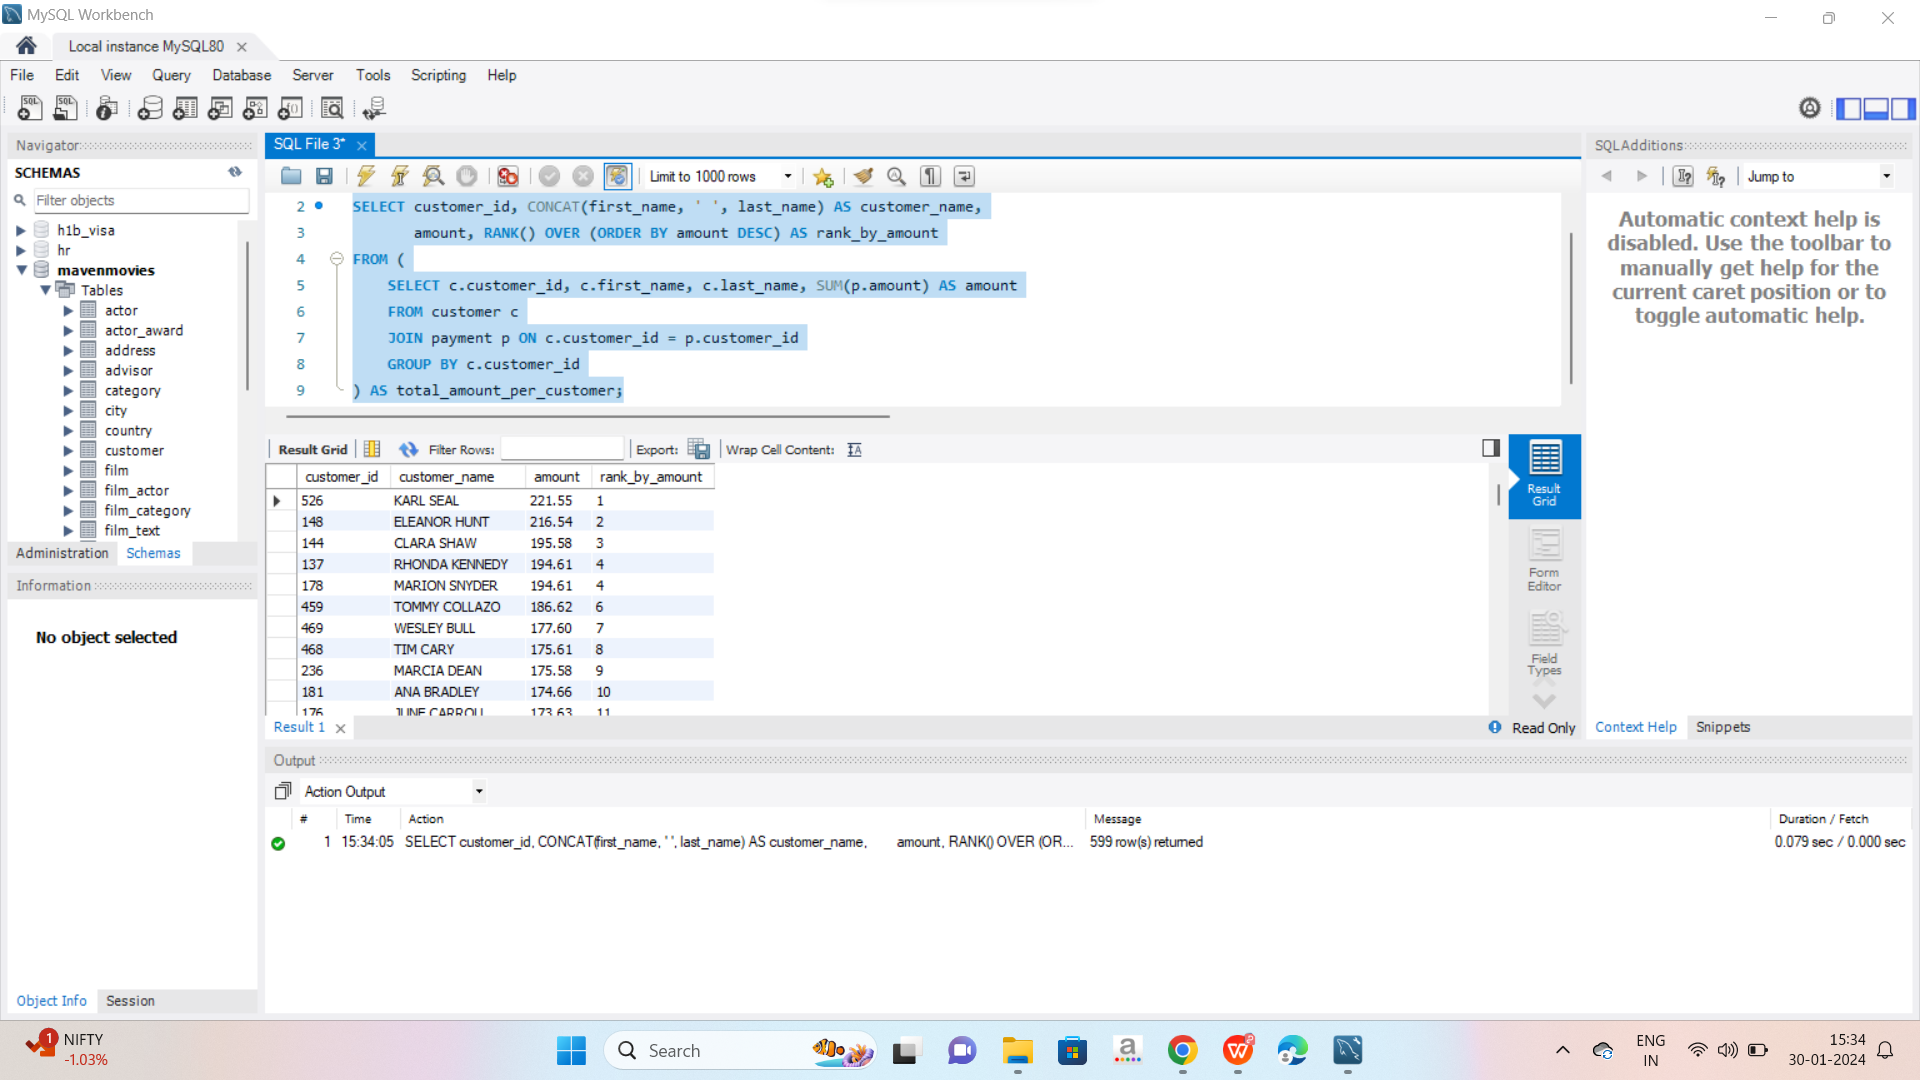 MySQL Workbench
Local instance MySQL80
File Edit View Query Database Server Tools Scripting Help
Navigator
SCHEMAS
Filter objects
h1b_visa
hr
mavenmovies
Tables
actor
actor_award
address
advisor
category
city
country
customer
film
film_actor
film_category
film_text
Administration Schemas
Information
No object selected
Object Info Session
SQL File 3*
Limit to 1000 rows
2 SELECT customer_id, CONCAT(first_name, ' ', last_name) AS customer_name,
3 amount, RANK() OVER (ORDER BY amount DESC) AS rank_by_amount
4 FROM (
5 SELECT c.customer_id, c.first_name, c.last_name, SUM(p.amount) AS amount
6 FROM customer c
7 JOIN payment p ON c.customer_id = p.customer_id
8 GROUP BY c.customer_id
9 ) AS total_amount_per_customer;
Result Grid Filter Rows: Export: Wrap Cell Content:
customer_id customer_name amount rank_by_amount
526 KARL SEAL 221.55 1
148 ELEANOR HUNT 216.54 2
144 CLARA SHAW 195.58 3
137 RHONDA KENNEDY 194.61 4
178 MARION SNYDER 194.61 4
459 TOMMY COLLAZO 186.62 6
469 WESLEY BULL 177.60 7
468 TIM CARY 175.61 8
236 MARCIA DEAN 175.58 9
181 ANA BRADLEY 174.66 10
176 JUNE CARROLL 173.63 11
Result
Grid
Form
Editor
Field
Types
Result 1
Read Only
SQLAdditions
Jump to
Automatic context help is
disabled. Use the toolbar to
manually get help for the
current caret position or to
toggle automatic help.
Context Help Snippets
Output
Action Output
# Time Action Message Duration / Fetch
1 15:34:05 SELECT customer_id, CONCAT(first_name, ' ', last_name) AS customer_name, amount, RANK() OVER (OR... 599 row(s) returned 0.079 sec / 0.000 sec
1
NIFTY
-1.03%
Search
ENG
IN
15:34
30-01-2024